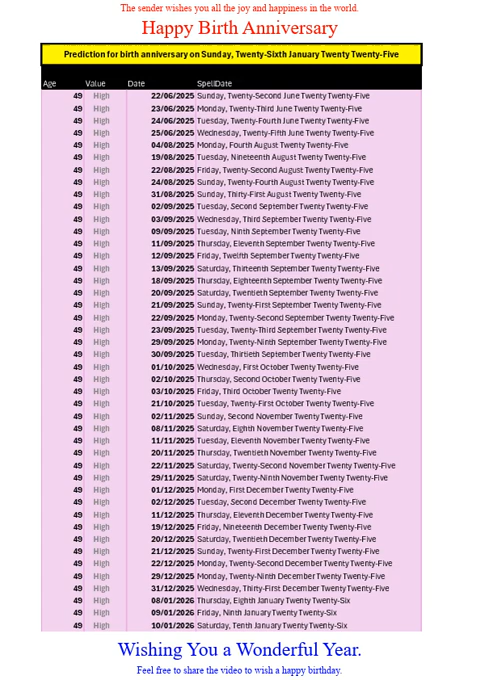 The sender wishes you all the joy and happiness in the world.
Happy Birth Anniversary
Prediction for birth anniversary on Sunday, Twenty-Sixth January Twenty Twenty-Five
Age Value Date SpellDate
49 High 22/06/2025 Sunday, Twenty-Second June Twenty Twenty-Five
49 High 23/06/2025 Monday, Twenty-Third June Twenty Twenty-Five
49 High 24/06/2025 Tuesday, Twenty-Fourth June Twenty Twenty-Five
49 High 25/06/2025 Wednesday, Twenty-Fifth June Twenty Twenty-Five
49 High 04/08/2025 Monday, Fourth August Twenty Twenty-Five
49 High 19/08/2025 Tuesday, Nineteenth August Twenty Twenty-Five
49 High 22/08/2025 Friday, Twenty-Second August Twenty Twenty-Five
49 High 24/08/2025 Sunday, Twenty-Fourth August Twenty Twenty-Five
49 High 31/08/2025 Sunday, Thirty-First August Twenty Twenty-Five
49 High 02/09/2025 Tuesday, Second September Twenty Twenty-Five
49 High 03/09/2025 Wednesday, Third September Twenty Twenty-Five
49 High 09/09/2025 Tuesday, Ninth September Twenty Twenty-Five
49 High 11/09/2025 Thursday, Eleventh September Twenty Twenty-Five
49 High 12/09/2025 Friday, Twelfth September Twenty Twenty-Five
49 High 13/09/2025 Saturday, Thirteenth September Twenty Twenty-Five
49 High 18/09/2025 Thursday, Eighteenth September Twenty Twenty-Five
49 High 20/09/2025 Saturday, Twentieth September Twenty Twenty-Five
49 High 21/09/2025 Sunday, Twenty-First September Twenty Twenty-Five
49 High 22/09/2025 Monday, Twenty-Second September Twenty Twenty-Five
49 High 23/09/2025 Tuesday, Twenty-Third September Twenty Twenty-Five
49 High 29/09/2025 Monday, Twenty-Ninth September Twenty Twenty-Five
49 High 30/09/2025 Tuesday, Thirtieth September Twenty Twenty-Five
49 High 01/10/2025 Wednesday, First October Twenty Twenty-Five
49 High 02/10/2025 Thursday, Second October Twenty Twenty-Five
49 High 03/10/2025 Friday, Third October Twenty Twenty-Five
49 High 21/10/2025 Tuesday, Twenty-First October Twenty Twenty-Five
49 High 02/11/2025 Sunday, Second November Twenty Twenty-Five
49 High 08/11/2025 Saturday, Eighth November Twenty Twenty-Five
49 High 11/11/2025 Tuesday, Eleventh November Twenty Twenty-Five
49 High 20/11/2025 Thursday, Twentieth November Twenty Twenty-Five
49 High 22/11/2025 Saturday, Twenty-Second November Twenty Twenty-Five
49 High 29/11/2025 Saturday, Twenty-Ninth November Twenty Twenty-Five
49 High 01/12/2025 Monday, First December Twenty Twenty-Five
49 High 02/12/2025 Tuesday, Second December Twenty Twenty-Five
49 High 11/12/2025 Thursday, Eleventh December Twenty Twenty-Five
49 High 19/12/2025 Friday, Nineteenth December Twenty Twenty-Five
49 High 20/12/2025 Saturday, Twentieth December Twenty Twenty-Five
49 High 21/12/2025 Sunday, Twenty-First December Twenty Twenty-Five
49 High 22/12/2025 Monday, Twenty-Second December Twenty Twenty-Five
49 High 29/12/2025 Monday, Twenty-Ninth December Twenty Twenty-Five
49 High 31/12/2025 Wednesday, Thirty-First December Twenty Twenty-Five
49 High 08/01/2026 Thursday, Eighth January Twenty Twenty-Six
49 High 09/01/2026 Friday, Ninth January Twenty Twenty-Six
49 High 10/01/2026 Saturday, Tenth January Twenty Twenty-Six
Wishing You a Wonderful Year.
Feel free to share the video to wish a happy birthday.